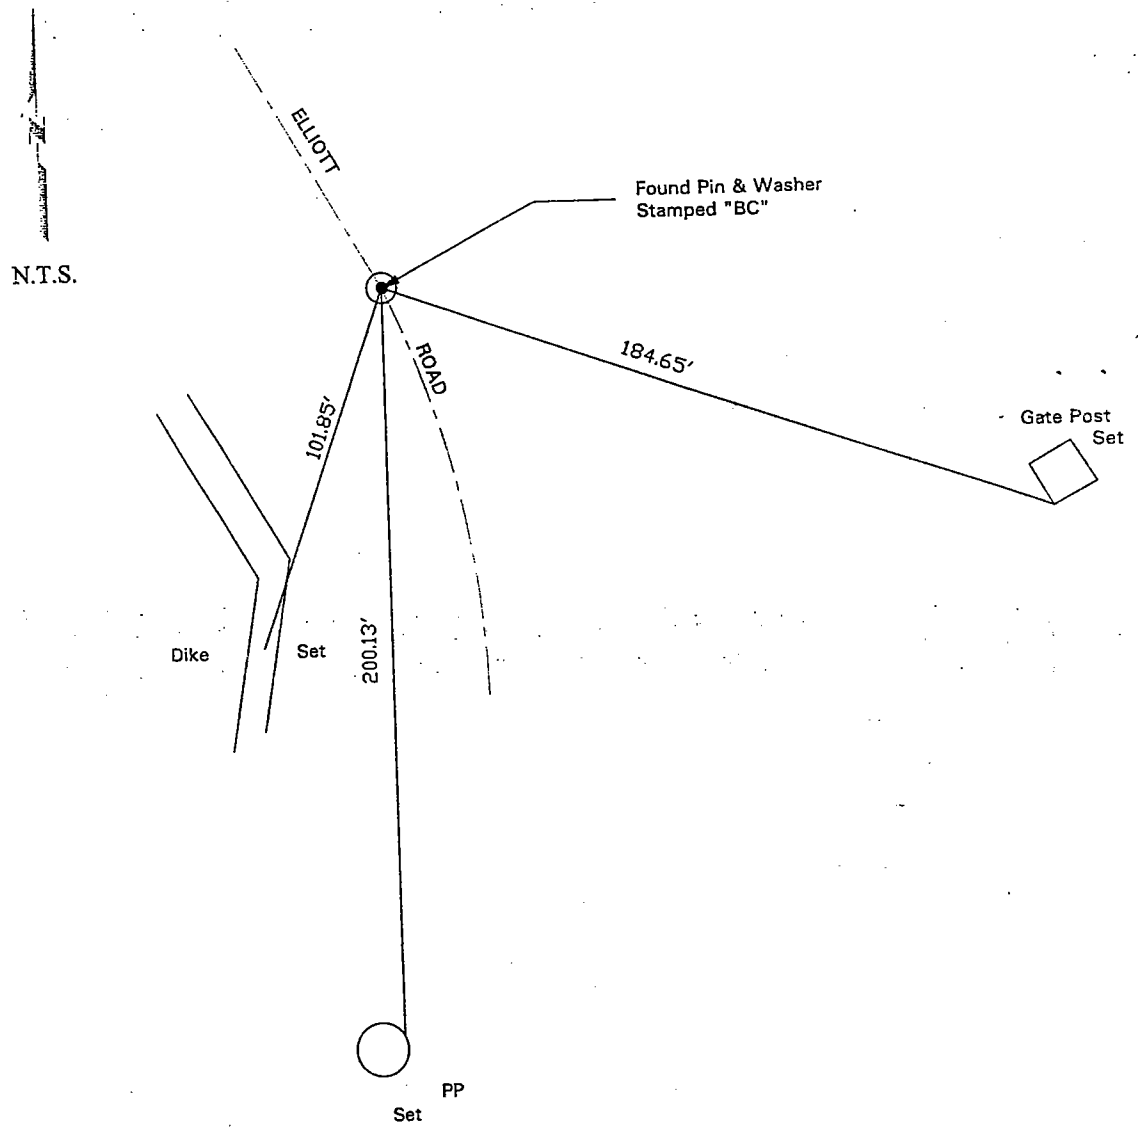 ELLIOTT
Found Pin & Washer
Stamped "BC"
N.T.S.
184.65'
ROAD
101.85'
Gate Post
Set
200.13'
Dike
Set
PP
Set